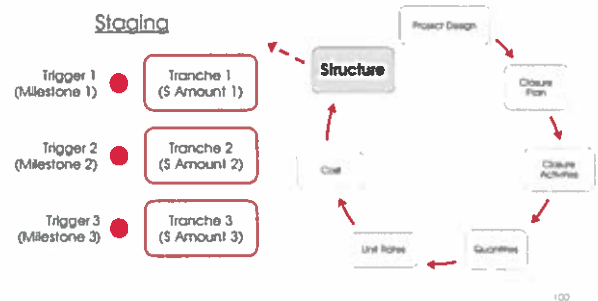 Staging
Trigger 1
(Milestone 1)
Tranche 1
($ Amount 1)
Trigger 2
(Milestone 2)
Tranche 2
($ Amount 2)
Trigger 3
(Milestone 3)
Tranche 3
($ Amount 3)
Structure
Project Design
Closure
Plan
Closure
Activities
Quantities
Unit Rates
Cost
100